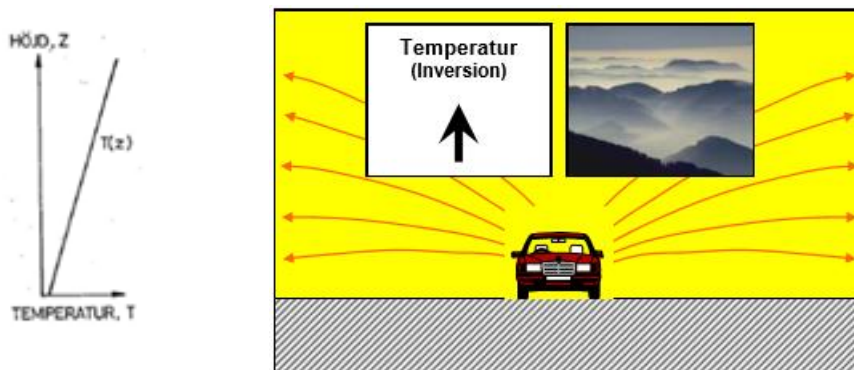 HÖJD, Z
T(z)
TEMPERATUR, T
Temperatur
(Inversion)